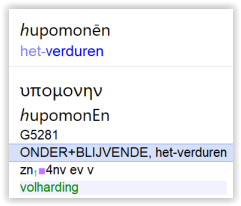 hupomonēn
het-verduren
υπομονην
hupomonEn
G5281
ONDER+BLIJVENDE, het-verduren
zn↑■4nv ev v
volharding